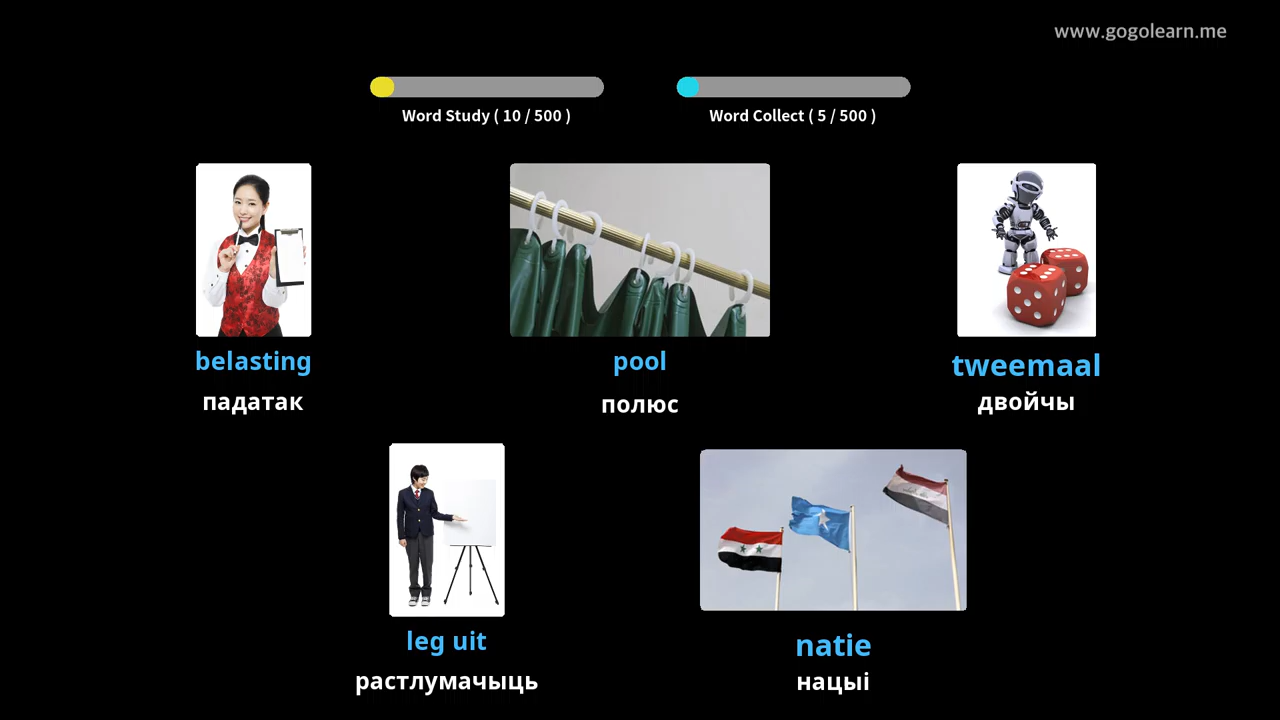 www.gogolearn.me
Word Study ( 10 / 500 )
Word Collect ( 5 / 500 )
belasting
падатак
pool
полюс
tweemaal
двойчы
leg uit
растлумачыць
natie
нацыі